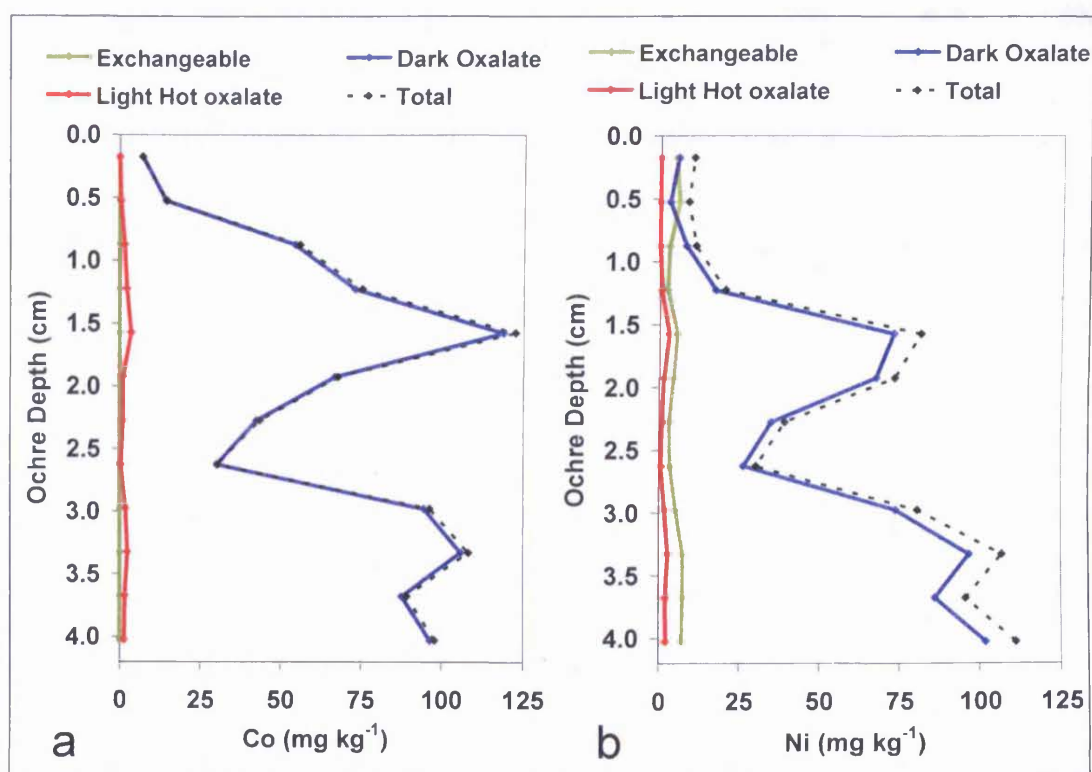 Exchangeable Dark Oxalate
Light Hot oxalate Total
0.0
0.5
1.0
1.5
2.0
2.5
3.0
3.5
4.0
Ochre Depth (cm)
0 25 50 75 100 125
Co (mg kg⁻¹)
a
Exchangeable Dark Oxalate
Light Hot oxalate Total
0.0
0.5
1.0
1.5
2.0
2.5
3.0
3.5
4.0
Ochre Depth (cm)
0 25 50 75 100 125
Ni (mg kg⁻¹)
b